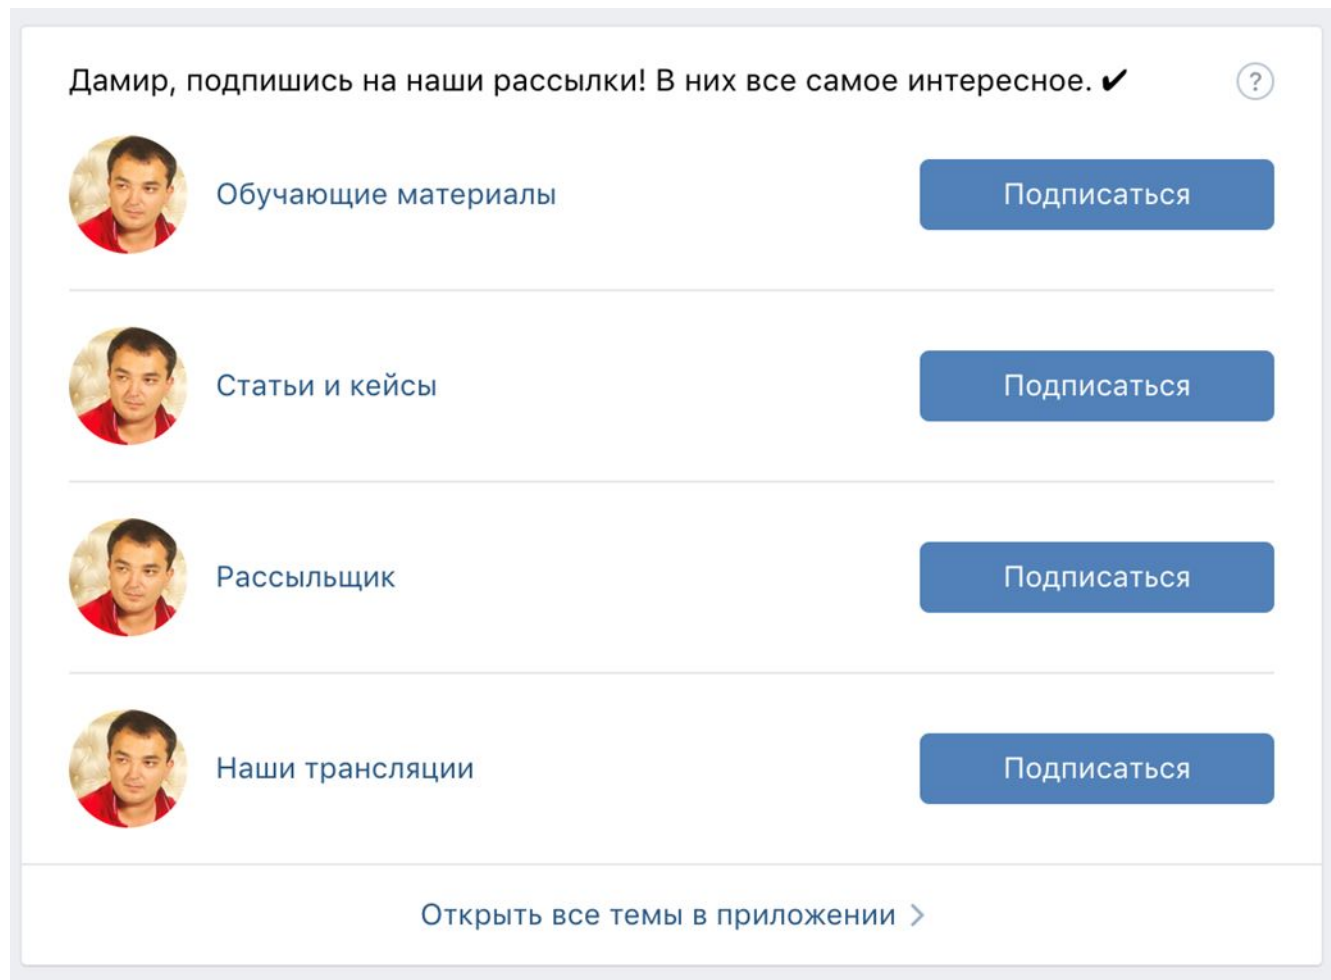 Дамир, подпишись на наши рассылки! В них все самое интересное. ✔
?
Обучающие материалы
Подписаться
Статьи и кейсы
Подписаться
Рассыльщик
Подписаться
Наши трансляции
Подписаться
Открыть все темы в приложении >